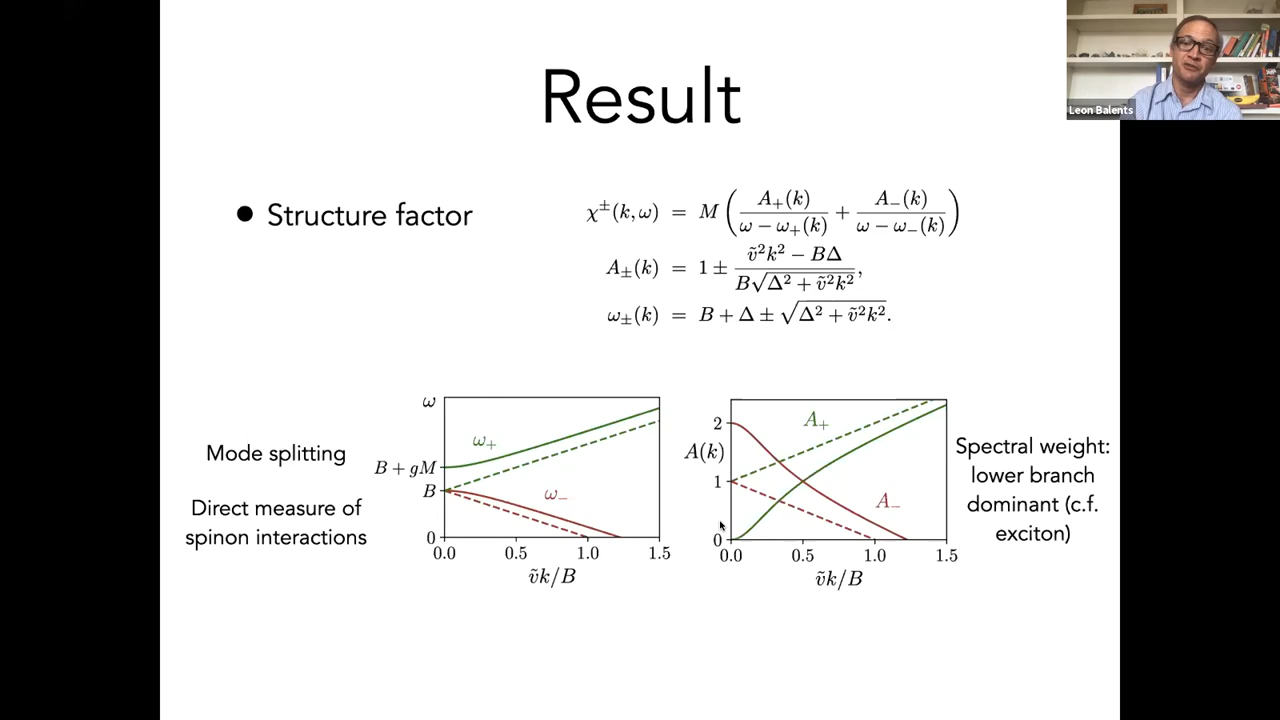 Result
Leon Balents
● Structure factor
χ^±(k, ω) = M ( A_+(k) / (ω − ω_+(k)) + A_−(k) / (ω − ω_−(k)) )
A_±(k) = 1 ± (ṽ²k² − BΔ) / (B√(Δ² + ṽ²k²)),
ω_±(k) = B + Δ ± √(Δ² + ṽ²k²).
Mode splitting
Direct measure of
spinon interactions
ω
B + gM
B
0
ω_+
ω_−
0.0 0.5 1.0 1.5
ṽk/B
2
A(k)
1
0
A_+
A_−
0.0 0.5 1.0 1.5
ṽk/B
Spectral weight:
lower branch
dominant (c.f.
exciton)